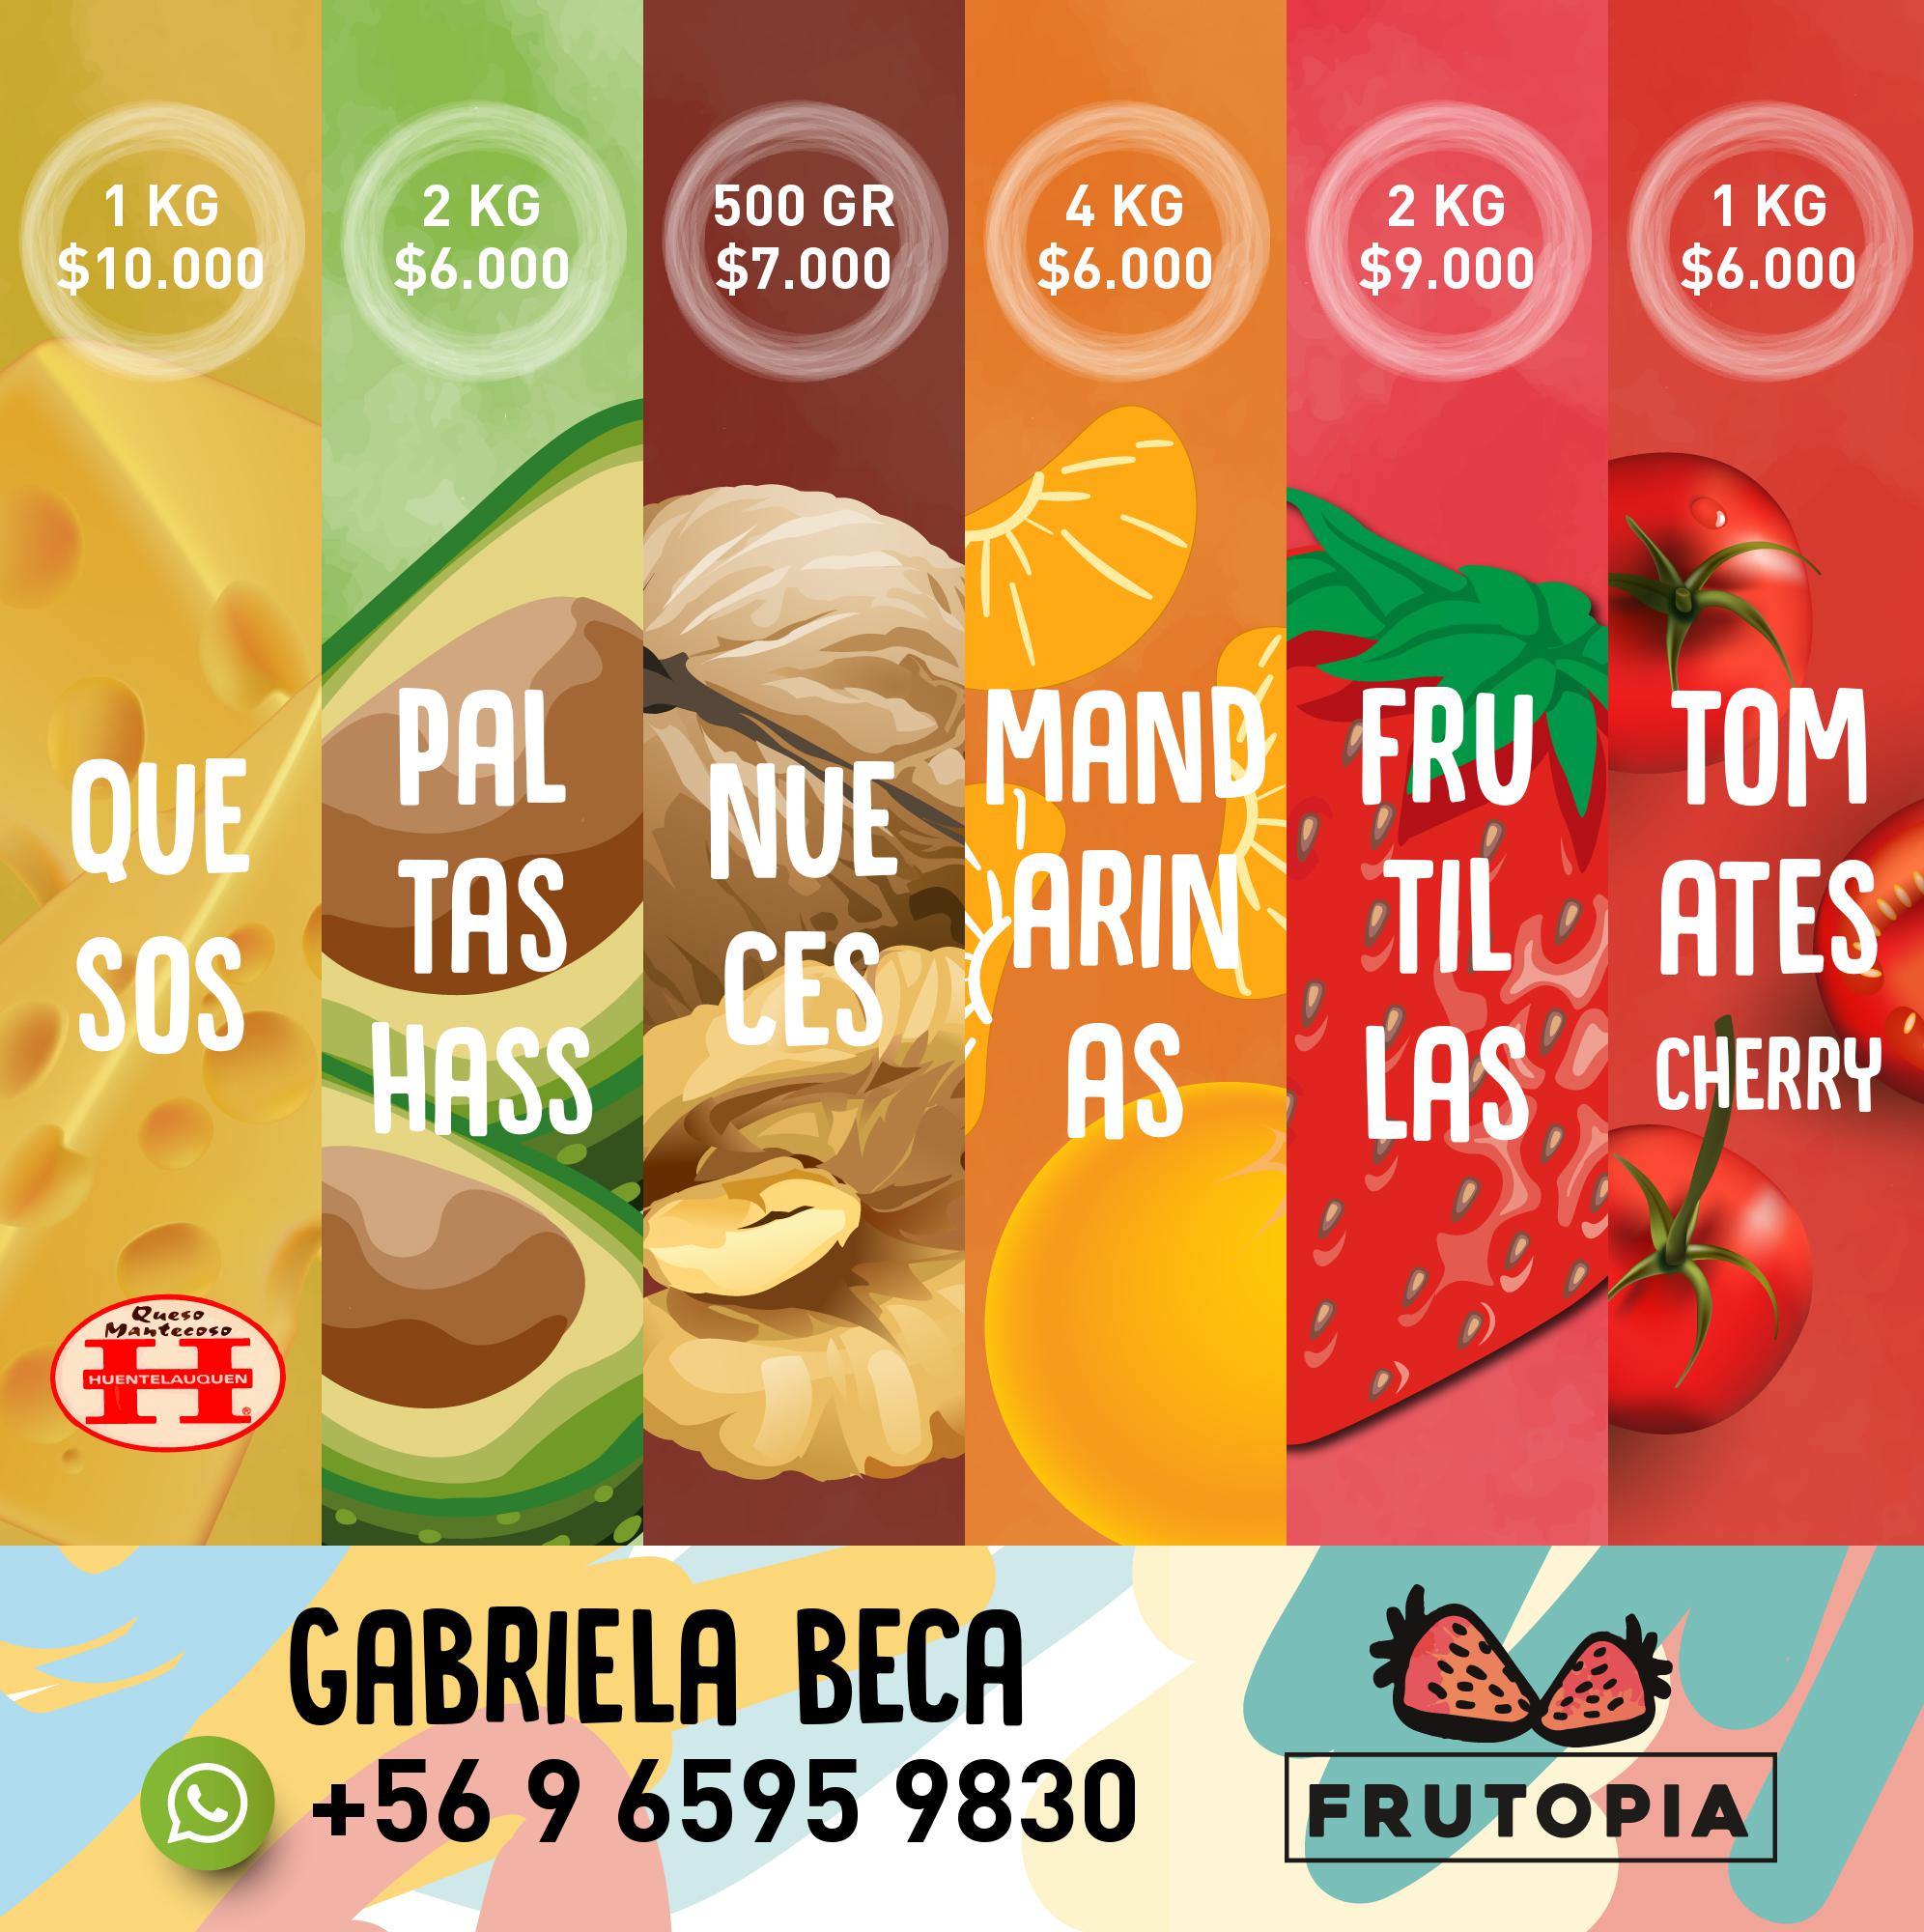 1 KG
$10.000
QUE
SOS
Queso
Mantecoso
H
HUENTELAUQUEN
®
2 KG
$6.000
PAL
TAS
HASS
500 GR
$7.000
NUE
CES
4 KG
$6.000
MAND
ARIN
AS
2 KG
$9.000
FRU
TIL
LAS
1 KG
$6.000
TOM
ATES
CHERRY
GABRIELA BECA
+56 9 6595 9830
FRUTOPIA